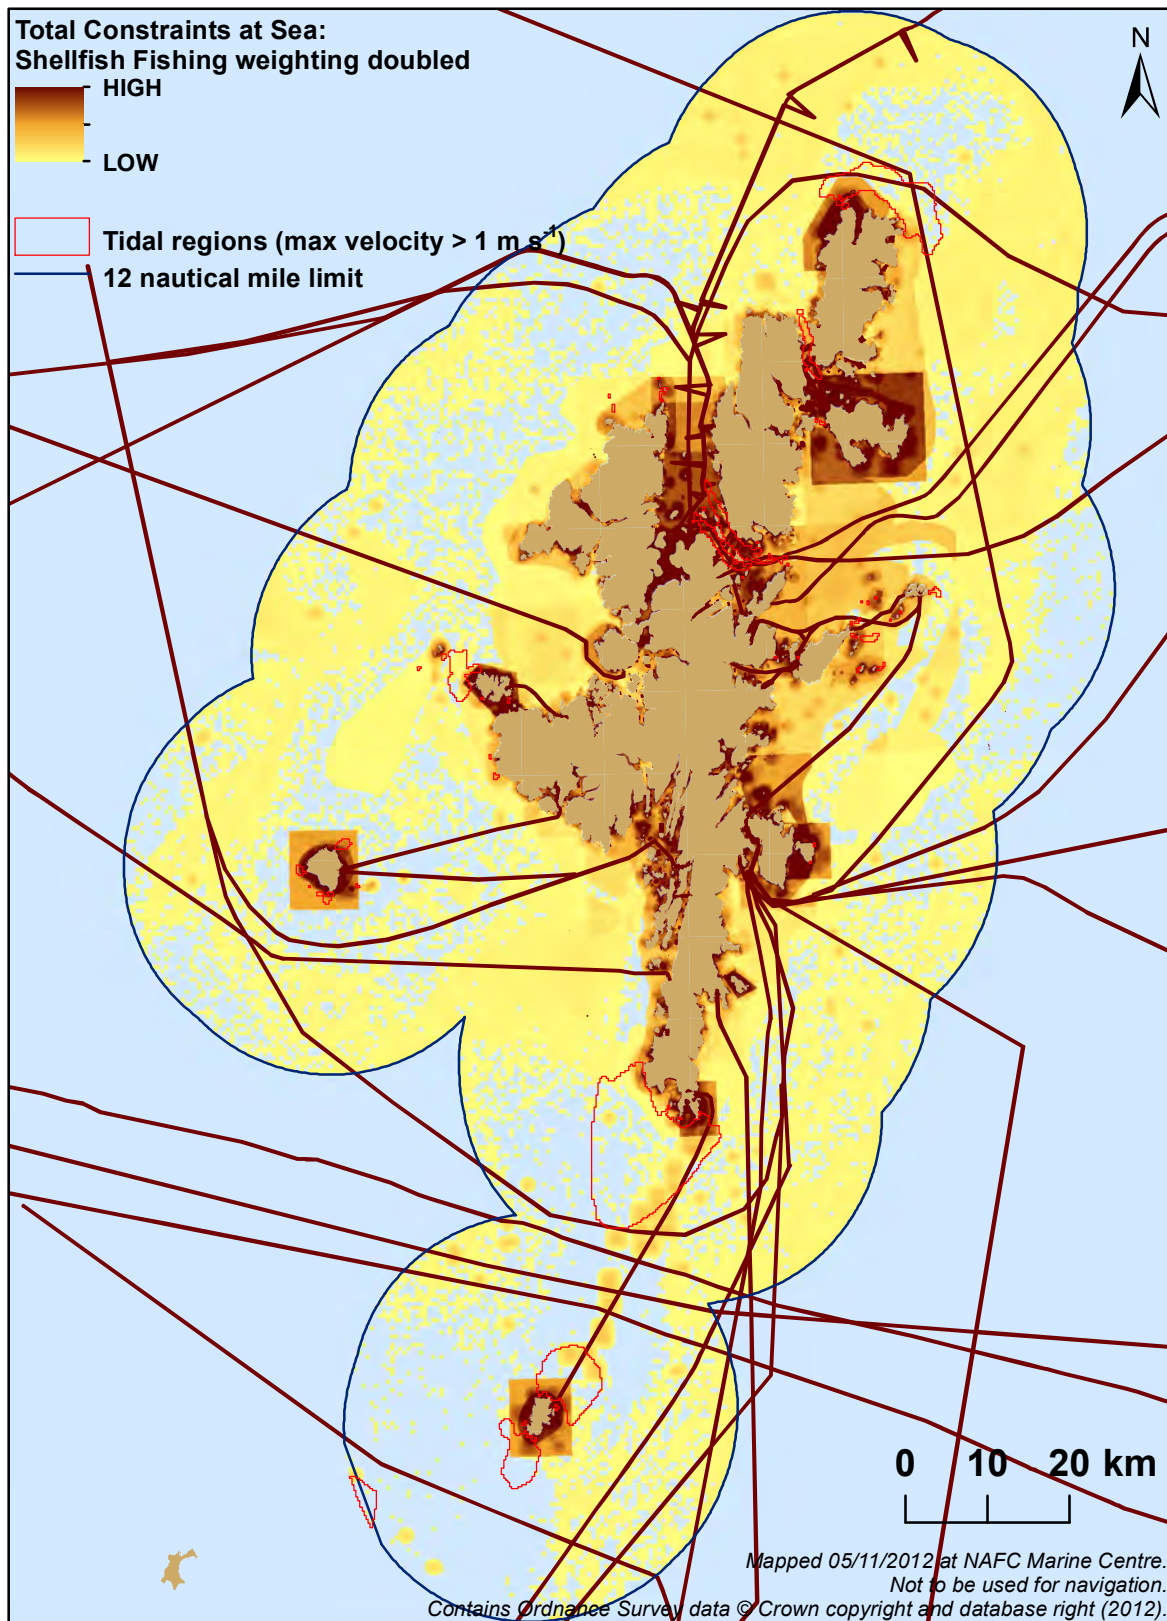 Total Constraints at Sea:
Shellfish Fishing weighting doubled
HIGH
LOW
Tidal regions (max velocity > 1 m s⁻¹)
12 nautical mile limit
N
0 10 20 km
Mapped 05/11/2012 at NAFC Marine Centre.
Not to be used for navigation.
Contains Ordnance Survey data © Crown copyright and database right (2012)